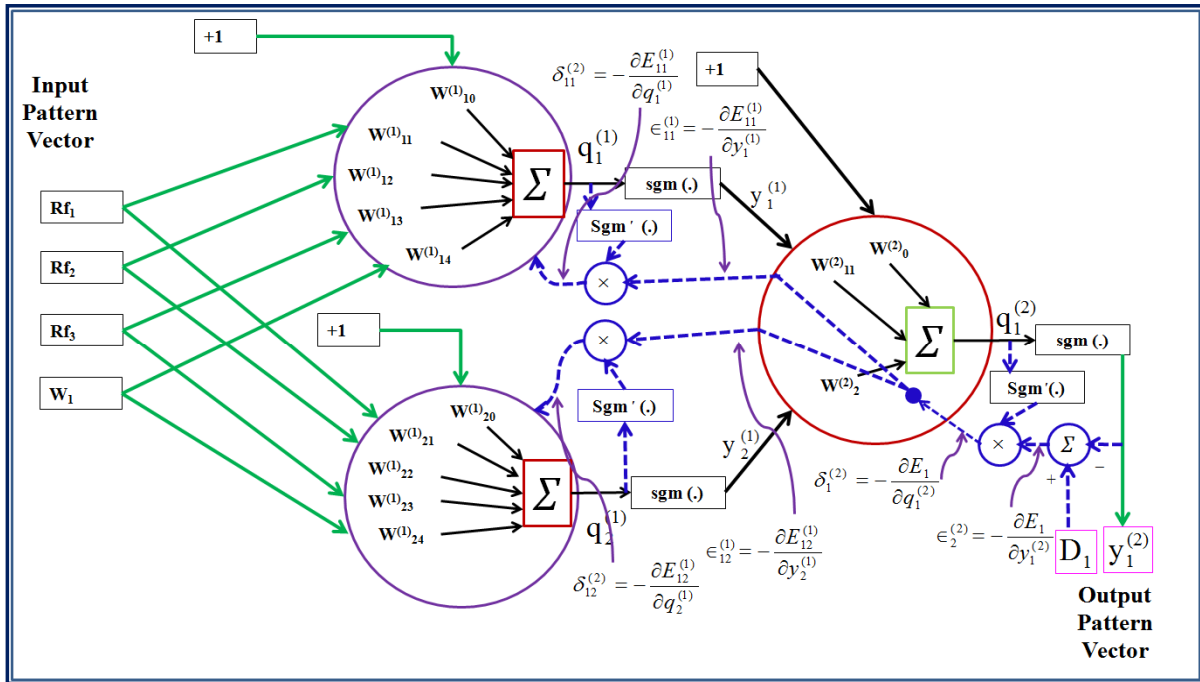 +1
Input
Pattern
Vector
Rf₁
Rf₂
Rf₃
W₁
W⁽¹⁾₁₀
W⁽¹⁾₁₁
W⁽¹⁾₁₂
W⁽¹⁾₁₃
W⁽¹⁾₁₄
Σ
q₁⁽¹⁾
sgm (.)
Sgm′ (.)
×
y₁⁽¹⁾
δ₁₁⁽²⁾ = −∂E₁₁⁽¹⁾/∂q₁⁽¹⁾
∈₁₁⁽¹⁾ = −∂E₁₁⁽¹⁾/∂y₁⁽¹⁾
+1
+1
W⁽¹⁾₂₀
W⁽¹⁾₂₁
W⁽¹⁾₂₂
W⁽¹⁾₂₃
W⁽¹⁾₂₄
Σ
q₂⁽¹⁾
sgm (.)
Sgm′ (.)
×
y₂⁽¹⁾
δ₁₂⁽²⁾ = −∂E₁₂⁽¹⁾/∂q₂⁽¹⁾
∈₁₂⁽¹⁾ = −∂E₁₂⁽¹⁾/∂y₂⁽¹⁾
W⁽²⁾₀
W⁽²⁾₁₁
W⁽²⁾₂
Σ
q₁⁽²⁾
sgm (.)
Sgm′(.)
×
Σ
−
+
δ₁⁽²⁾ = −∂E₁/∂q₁⁽²⁾
∈₂⁽²⁾ = −∂E₁/∂y₁⁽²⁾
D₁
y₁⁽²⁾
Output
Pattern
Vector